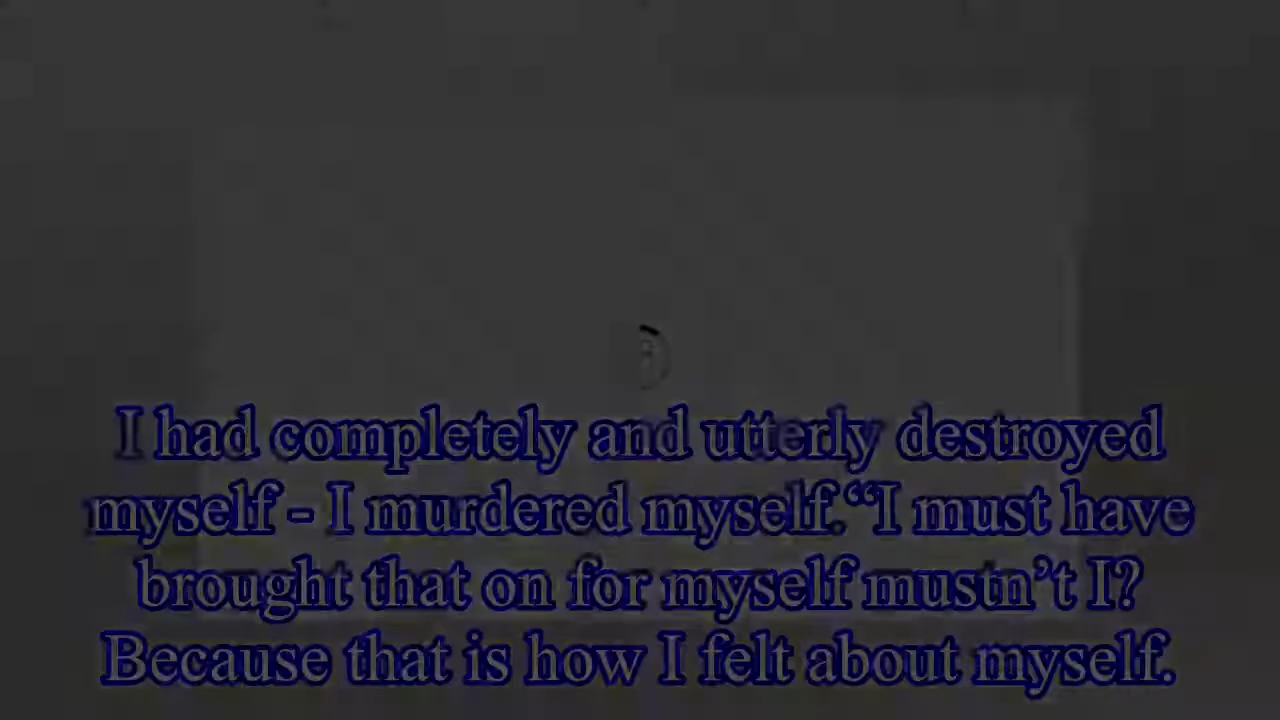 I had completely and utterly destroyed
myself - I murdered myself.“I must have
brought that on for myself mustn’t I?
Because that is how I felt about myself.